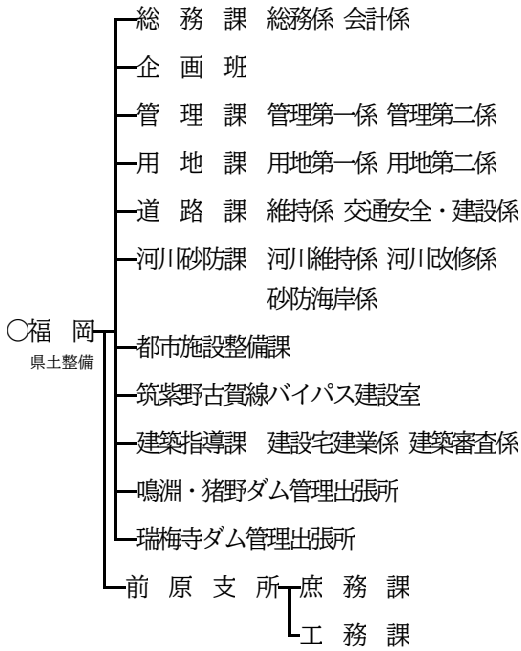 総務課 総務係 会計係
企画班
管理課 管理第一係 管理第二係
用地課 用地第一係 用地第二係
道路課 維持係 交通安全・建設係
河川砂防課 河川維持係 河川改修係
砂防海岸係
○福岡
県土整備
都市施設整備課
筑紫野古賀線バイパス建設室
建築指導課 建設宅建業係 建築審査係
鳴淵・猪野ダム管理出張所
瑞梅寺ダム管理出張所
前原支所 庶務課
工務課